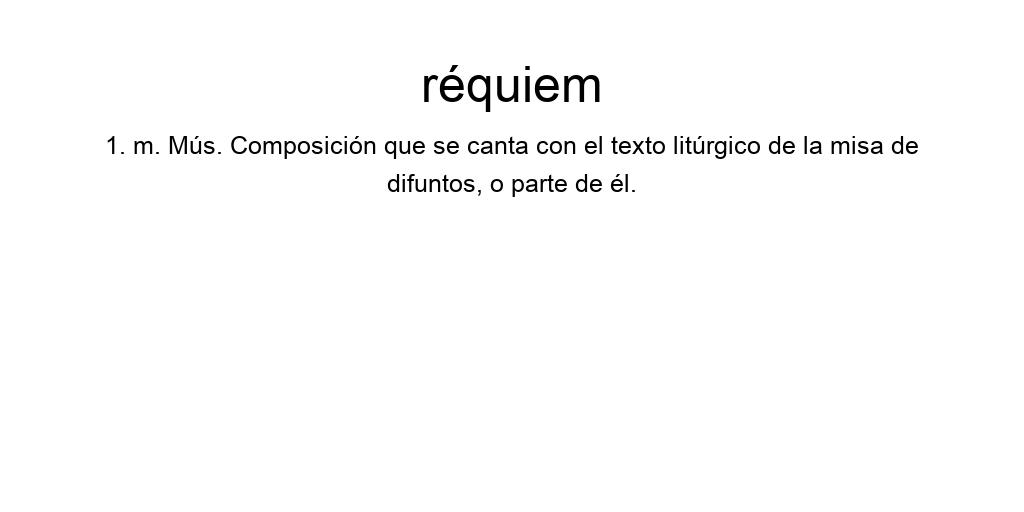 réquiem
1. m. Mús. Composición que se canta con el texto litúrgico de la misa de
difuntos, o parte de él.